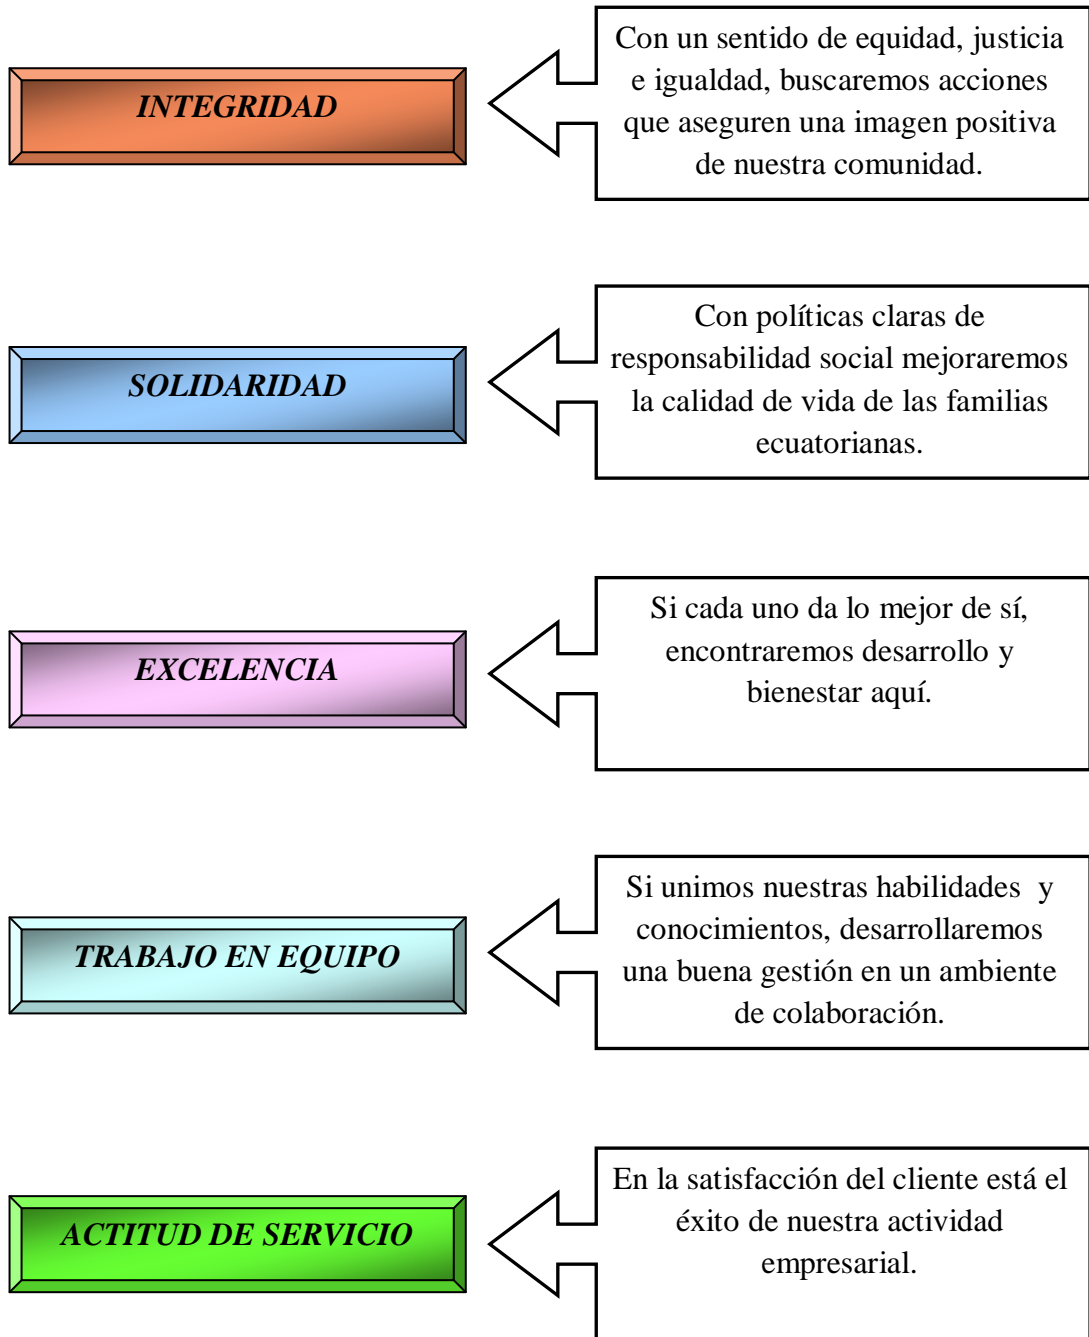 INTEGRIDAD
Con un sentido de equidad, justicia
e igualdad, buscaremos acciones
que aseguren una imagen positiva
de nuestra comunidad.
SOLIDARIDAD
Con políticas claras de
responsabilidad social mejoraremos
la calidad de vida de las familias
ecuatorianas.
EXCELENCIA
Si cada uno da lo mejor de sí,
encontraremos desarrollo y
bienestar aquí.
TRABAJO EN EQUIPO
Si unimos nuestras habilidades  y
conocimientos, desarrollaremos
una buena gestión en un ambiente
de colaboración.
ACTITUD DE SERVICIO
En la satisfacción del cliente está el
éxito de nuestra actividad
empresarial.